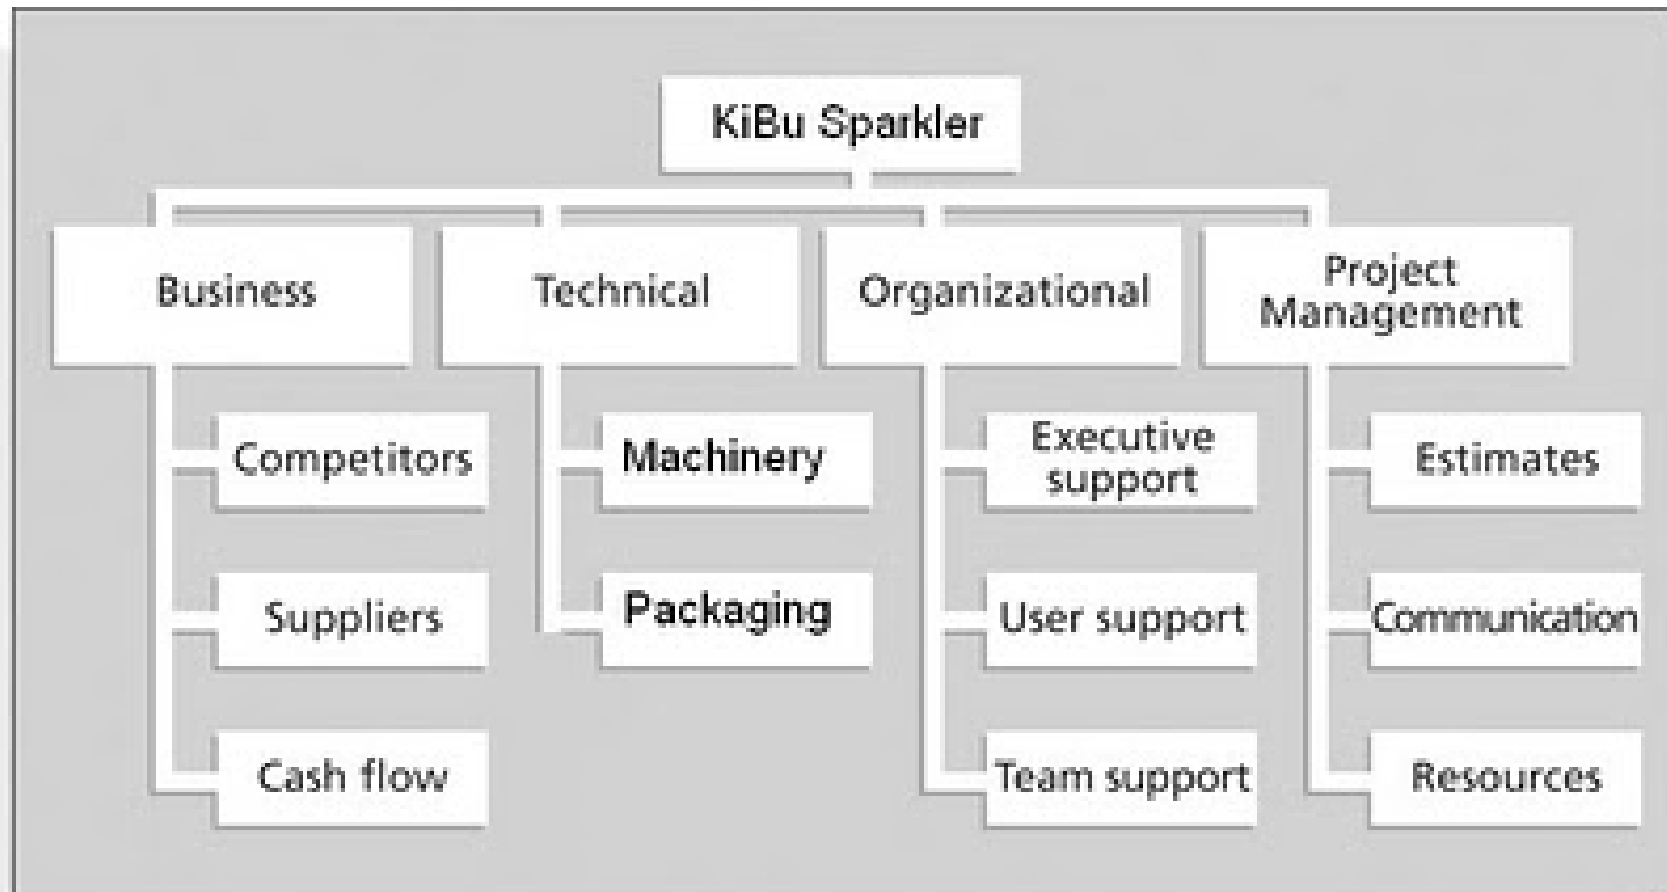 KiBu Sparkler
Business
Technical
Organizational
Project
Management
Competitors
Machinery
Executive
support
Estimates
Suppliers
Packaging
User support
Communication
Cash flow
Team support
Resources